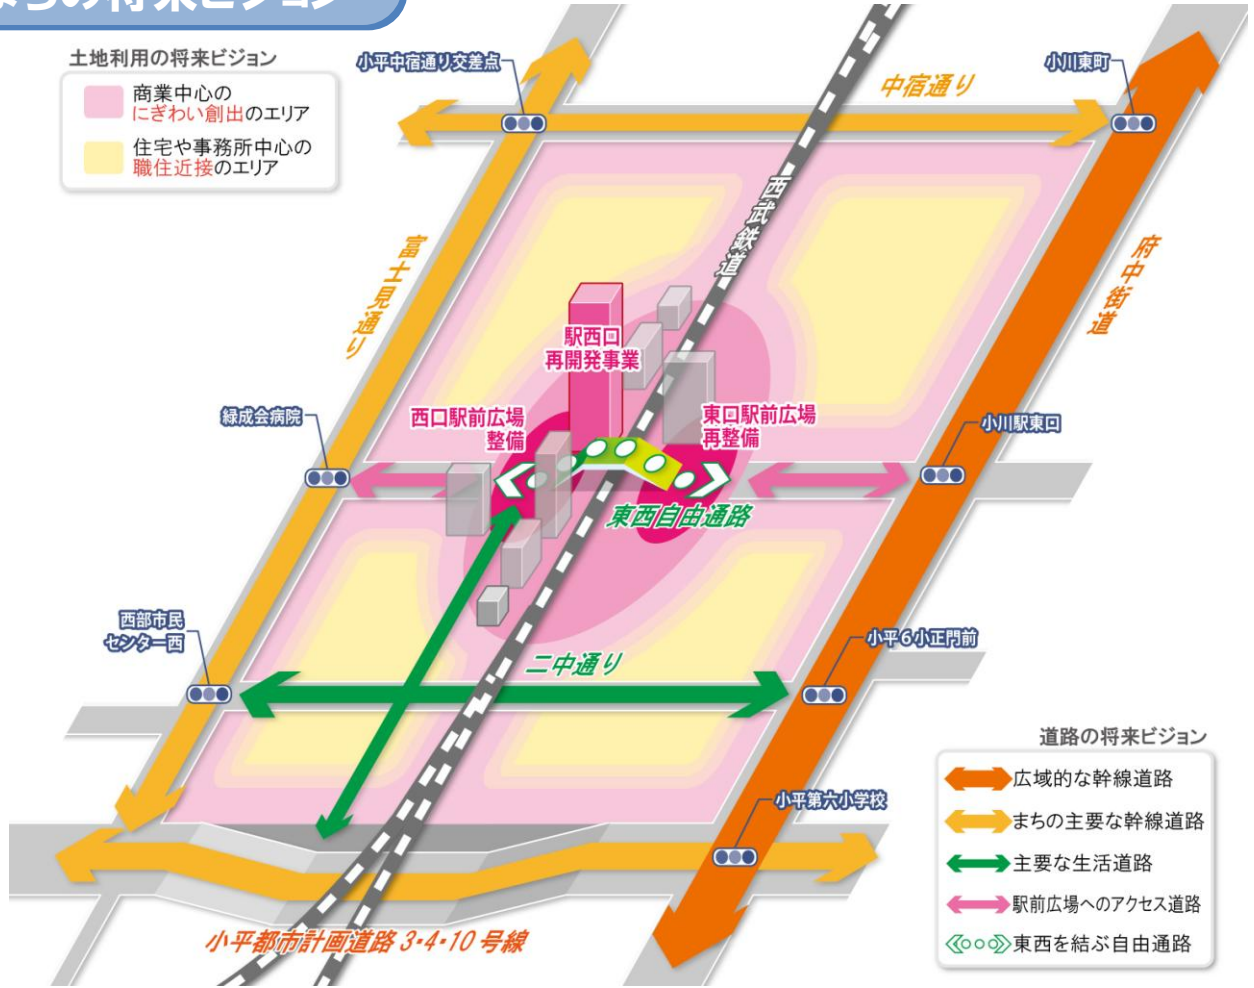 まちの将来ビジョン
土地利用の将来ビジョン
商業中心の
にぎわい創出のエリア
住宅や事務所中心の
職住近接のエリア
小平中宿通り交差点
中宿通り
小川東町
西武鉄道
富士見通り
府中街道
駅西口
再開発事業
西口駅前広場
整備
東口駅前広場
再整備
緑成会病院
小川駅東口
東西自由通路
西部市民
センター西
二中通り
小平6小正門前
小平第六小学校
小平都市計画道路 3・4・10 号線
道路の将来ビジョン
広域的な幹線道路
まちの主要な幹線道路
主要な生活道路
駅前広場へのアクセス道路
東西を結ぶ自由通路